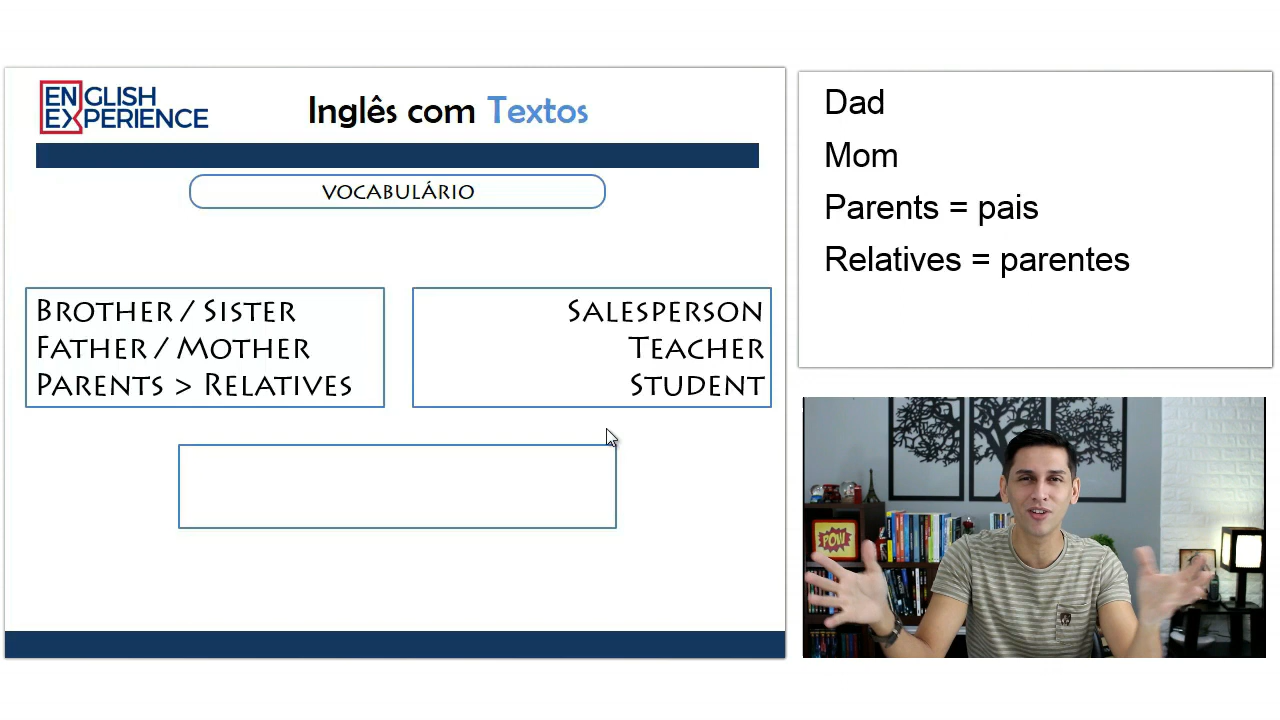 ENGLISH
EXPERIENCE
Inglês com Textos
VOCABULÁRIO
BROTHER / SISTER
FATHER / MOTHER
PARENTS > RELATIVES
SALESPERSON
TEACHER
STUDENT
Dad
Mom
Parents = pais
Relatives = parentes
POW